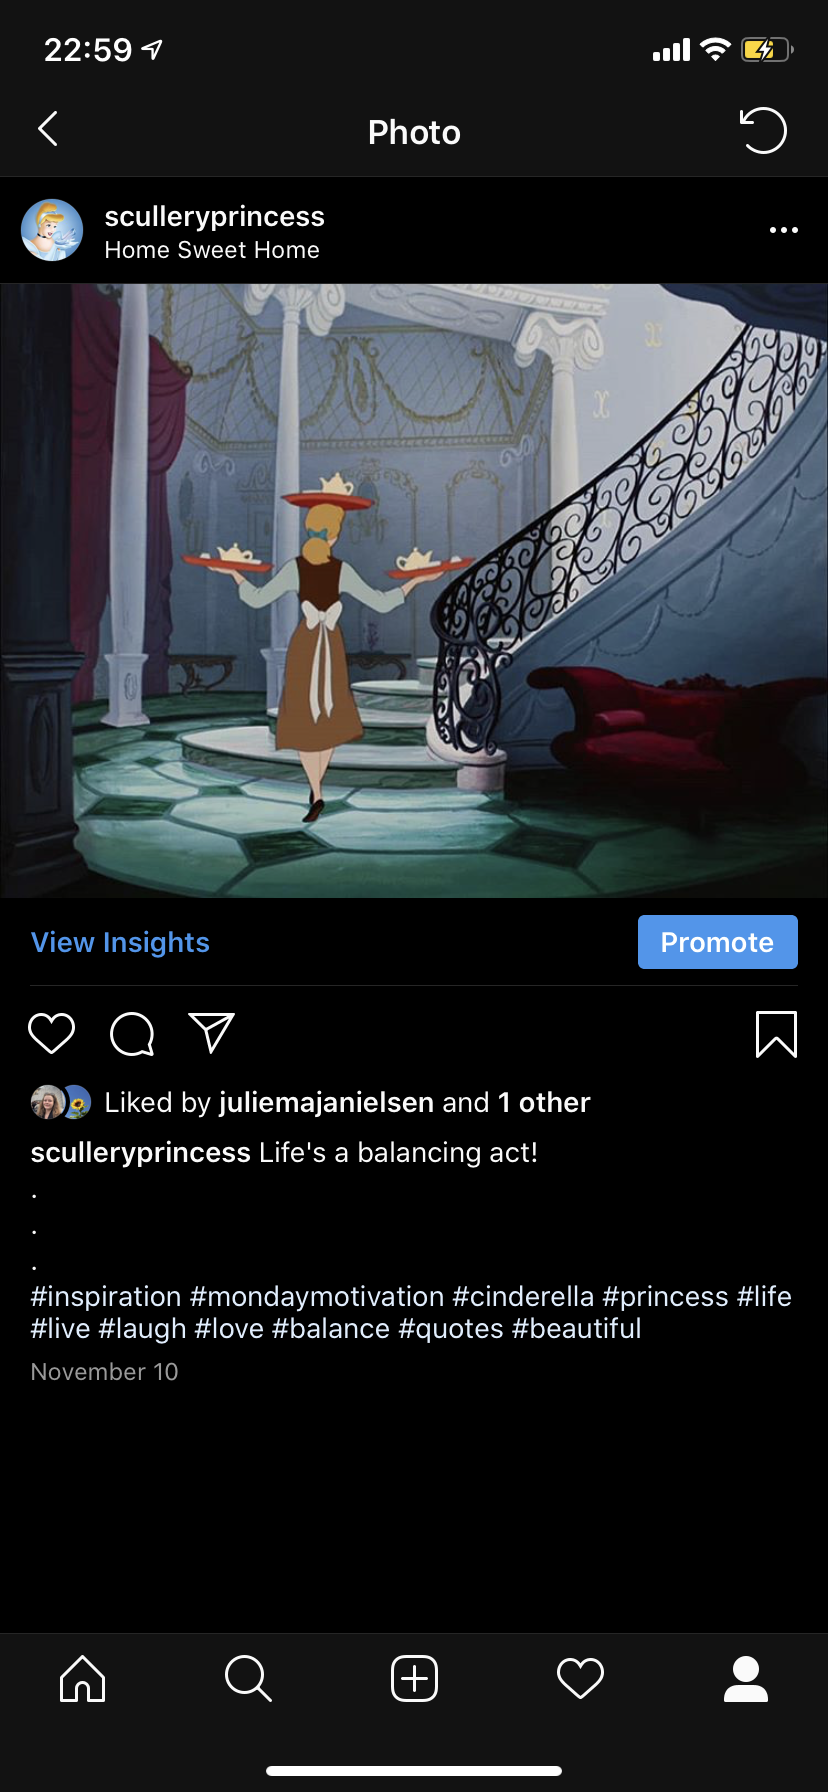 22:59
Photo
sculleryprincess
Home Sweet Home
View Insights
Promote
Liked by juliemajanielsen and 1 other
sculleryprincess Life's a balancing act!
.
.
.
#inspiration #mondaymotivation #cinderella #princess #life
#live #laugh #love #balance #quotes #beautiful
November 10